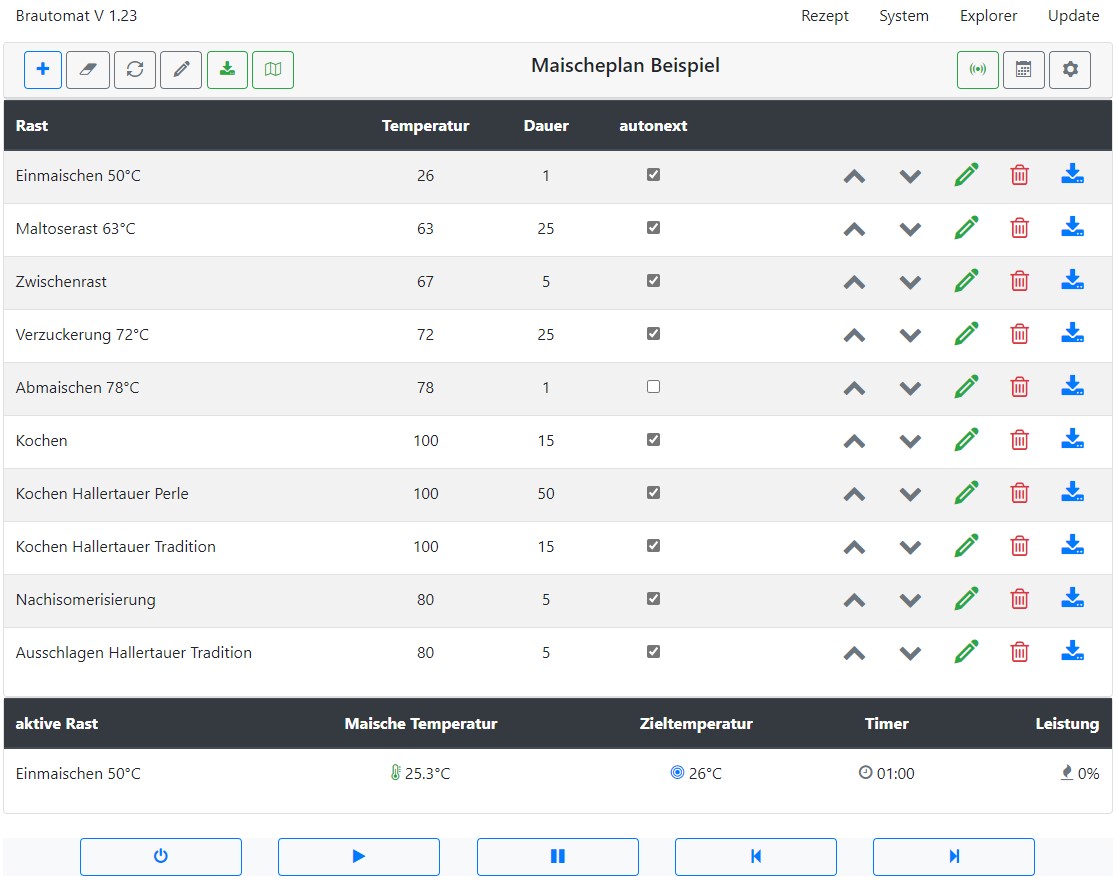 Brautomat V 1.23 Rezept System Explorer Update
Maischeplan Beispiel
Rast Temperatur Dauer autonext
Einmaischen 50°C 26 1
Maltoserast 63°C 63 25
Zwischenrast 67 5
Verzuckerung 72°C 72 25
Abmaischen 78°C 78 1
Kochen 100 15
Kochen Hallertauer Perle 100 50
Kochen Hallertauer Tradition 100 15
Nachisomerisierung 80 5
Ausschlagen Hallertauer Tradition 80 5
aktive Rast Maische Temperatur Zieltemperatur Timer Leistung
Einmaischen 50°C 25.3°C 26°C 01:00 0%